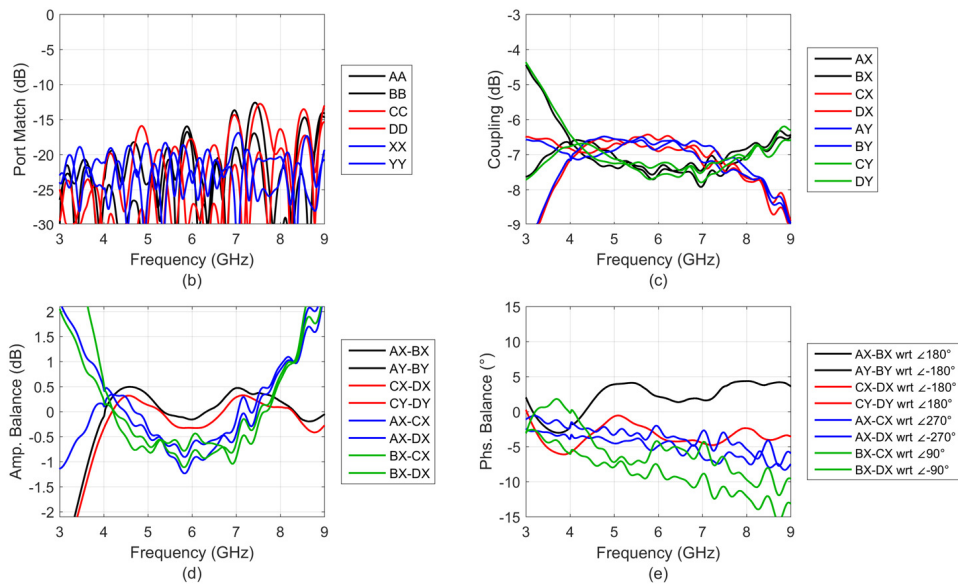 Port Match (dB)
0
-5
-10
-15
-20
-25
-30
3 4 5 6 7 8 9
Frequency (GHz)
(b)
AA
BB
CC
DD
XX
YY
Coupling (dB)
-3
-4
-5
-6
-7
-8
-9
3 4 5 6 7 8 9
Frequency (GHz)
(c)
AX
BX
CX
DX
AY
BY
CY
DY
Amp. Balance (dB)
2
1.5
1
0.5
0
-0.5
-1
-1.5
-2
3 4 5 6 7 8 9
Frequency (GHz)
(d)
AX-BX
AY-BY
CX-DX
CY-DY
AX-CX
AX-DX
BX-CX
BX-DX
Phs. Balance (°)
15
10
5
0
-5
-10
-15
3 4 5 6 7 8 9
Frequency (GHz)
(e)
AX-BX wrt ∠180°
AY-BY wrt ∠-180°
CX-DX wrt ∠-180°
CY-DY wrt ∠180°
AX-CX wrt ∠270°
AX-DX wrt ∠-270°
BX-CX wrt ∠90°
BX-DX wrt ∠-90°